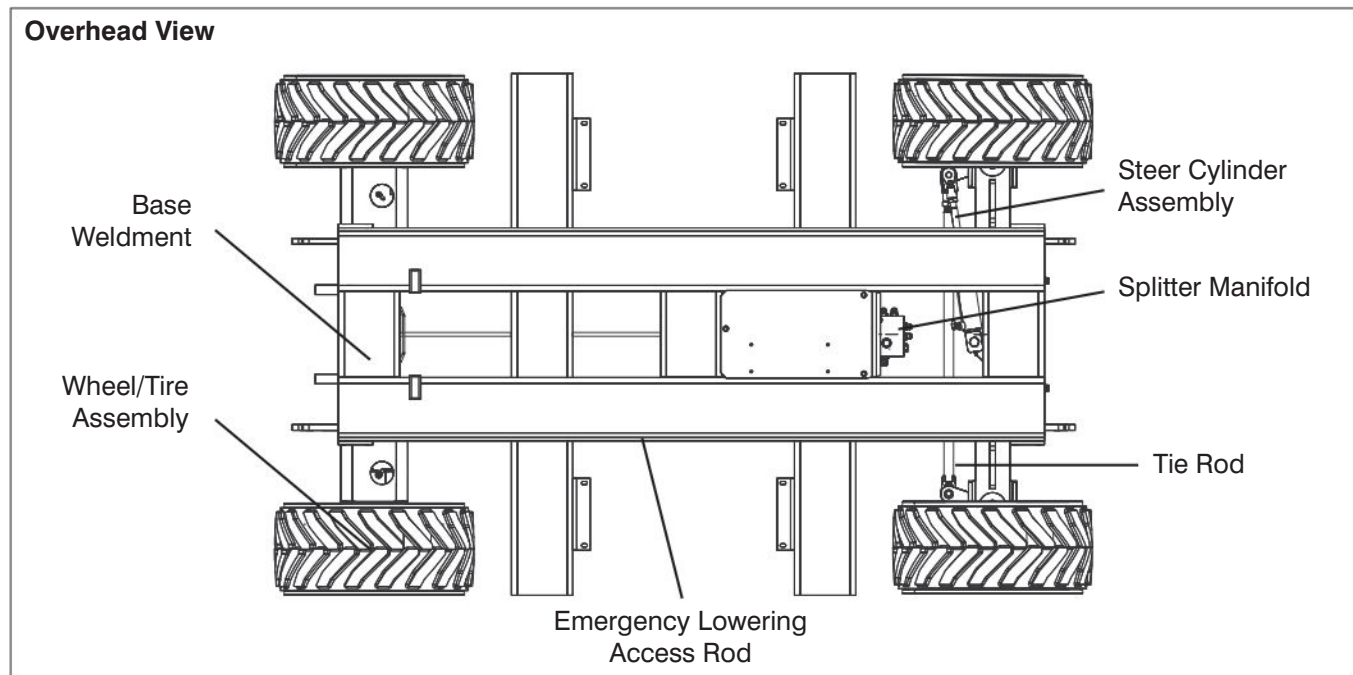 Overhead View
Base
Weldment
Wheel/Tire
Assembly
Steer Cylinder
Assembly
Splitter Manifold
Tie Rod
Emergency Lowering
Access Rod